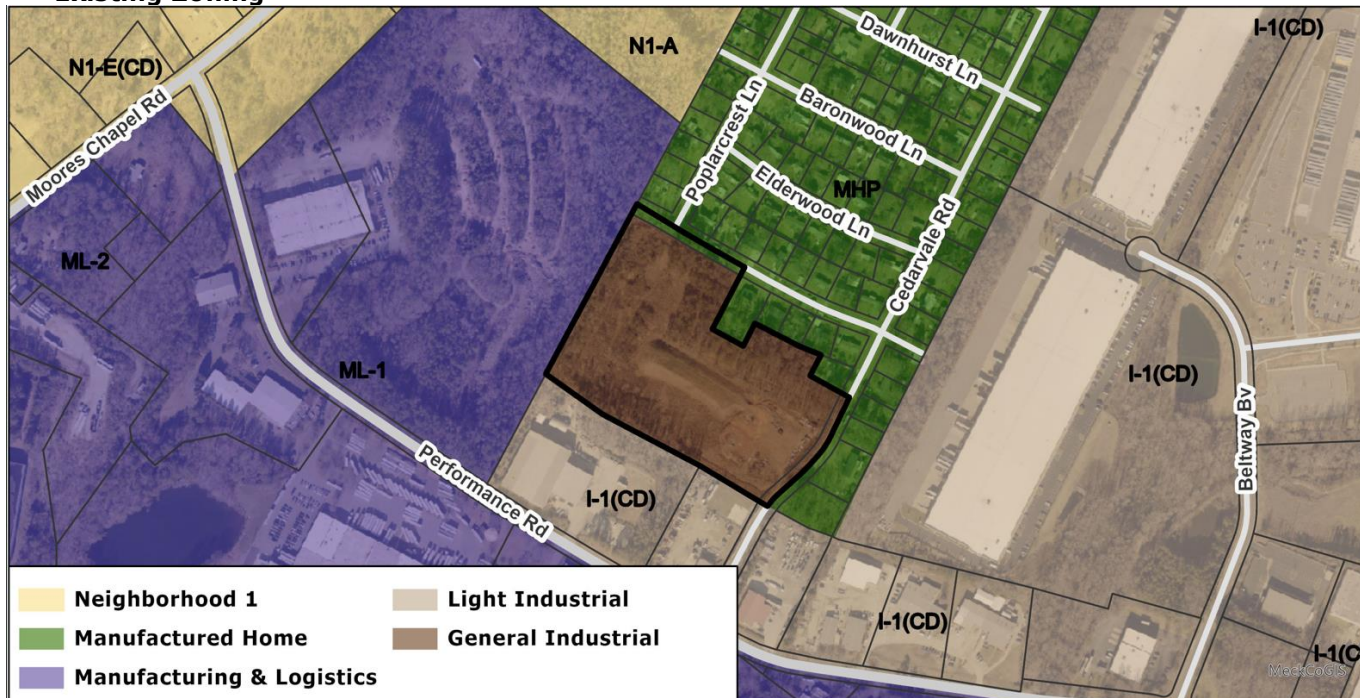 Existing Zoning
I-1(CD)
N1-A
N1-E(CD)
Dawnhurst Ln
Moores Chapel Rd
Baronwood Ln
Poplarcrest Ln
Elderwood Ln
MHP
Cedarvale Rd
ML-2
ML-1
I-1(CD)
Beltway Bv
Performance Rd
I-1(CD)
I-1(CD)
I-1(C
MeckCoGIS
Neighborhood 1
Light Industrial
Manufactured Home
General Industrial
Manufacturing & Logistics